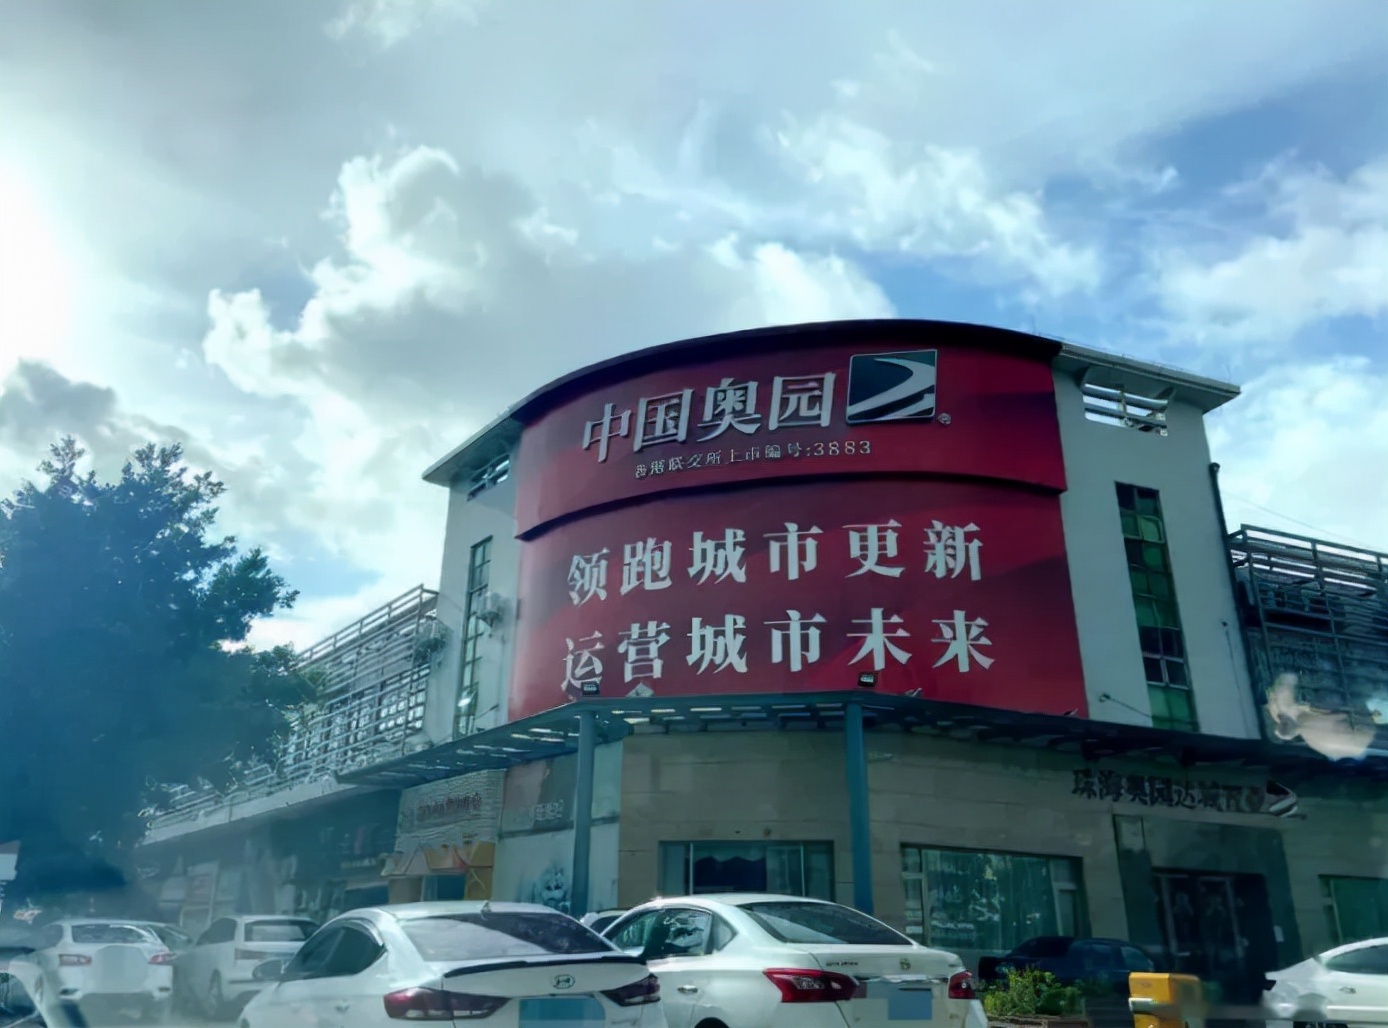 中国奥园
香港联交所上市编号:3883
领跑城市更新
运营城市未来
珠海奥园达城